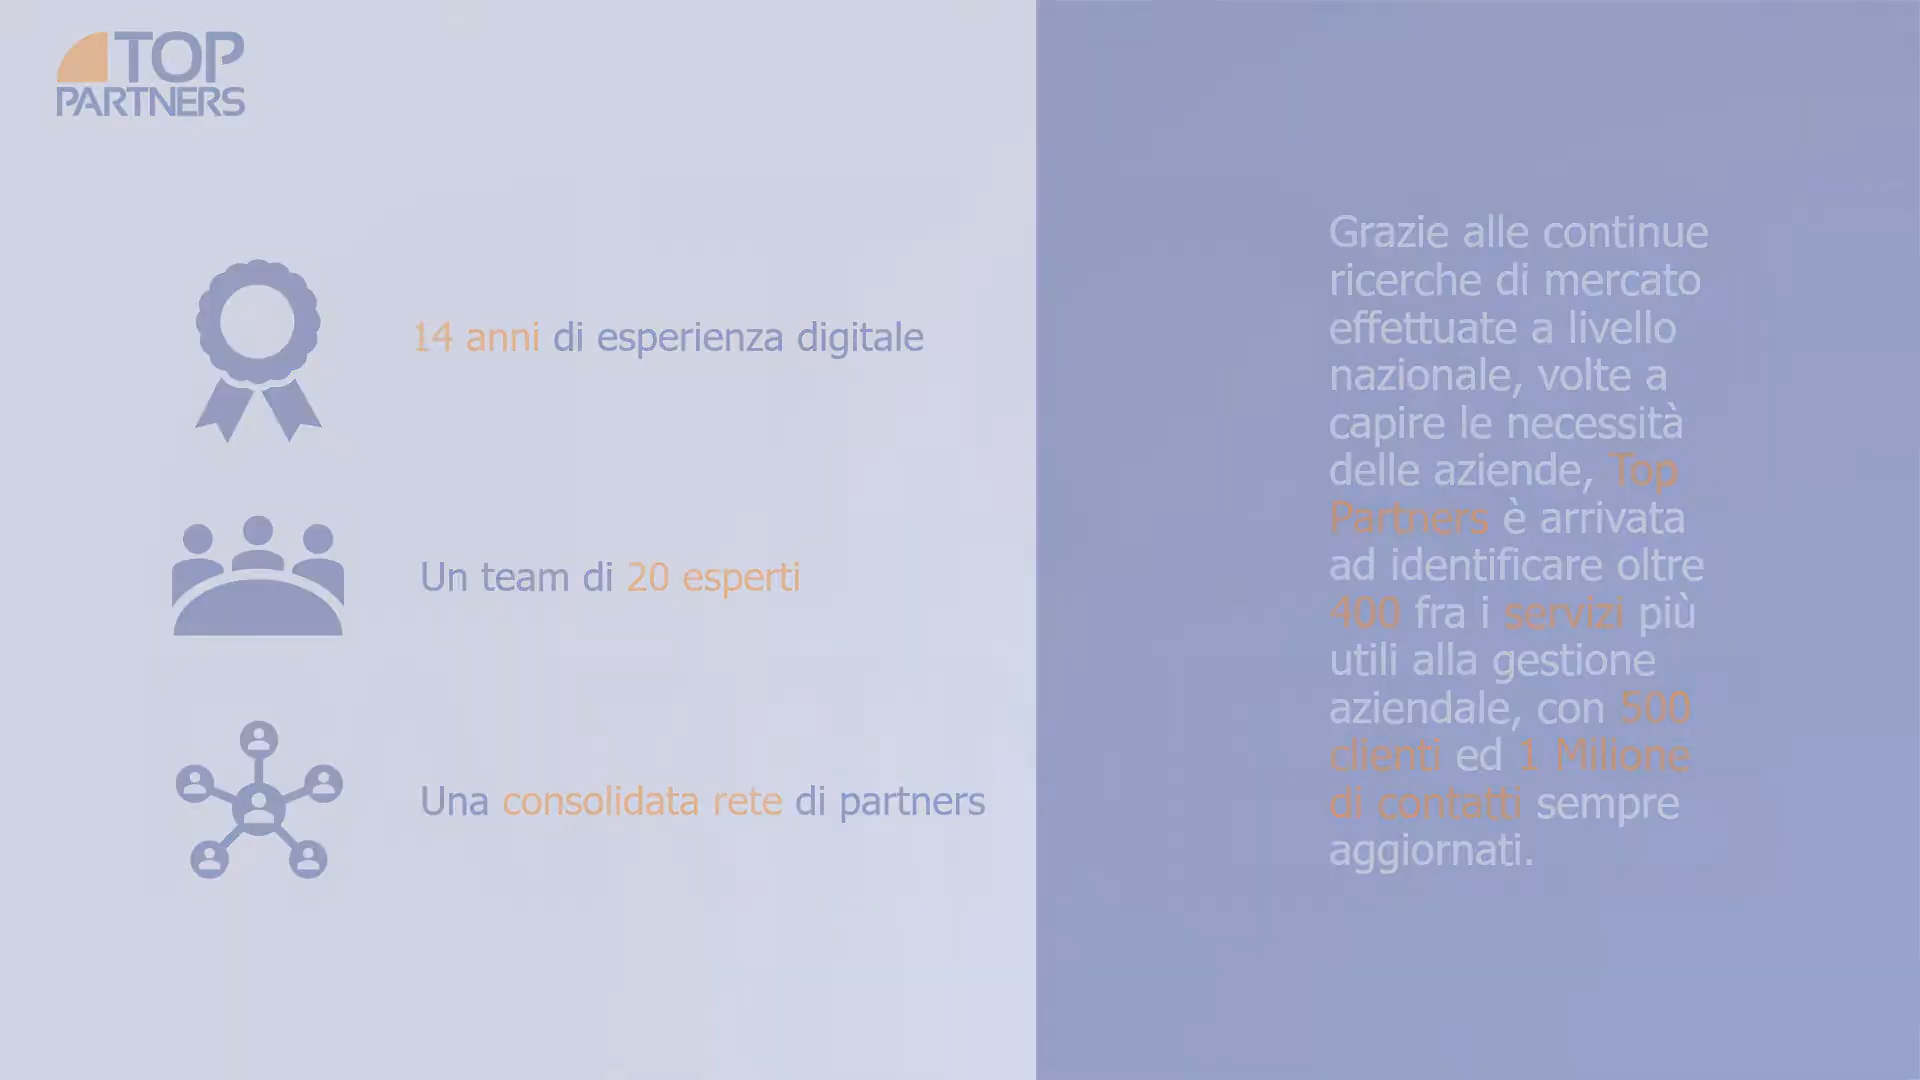 TOP
PARTNERS
14 anni di esperienza digitale
Un team di 20 esperti
Una consolidata rete di partners
Grazie alle continue
ricerche di mercato
effettuate a livello
nazionale, volte a
capire le necessità
delle aziende, Top
Partners è arrivata
ad identificare oltre
400 fra i servizi più
utili alla gestione
aziendale, con 500
clienti ed 1 Milione
di contatti sempre
aggiornati.